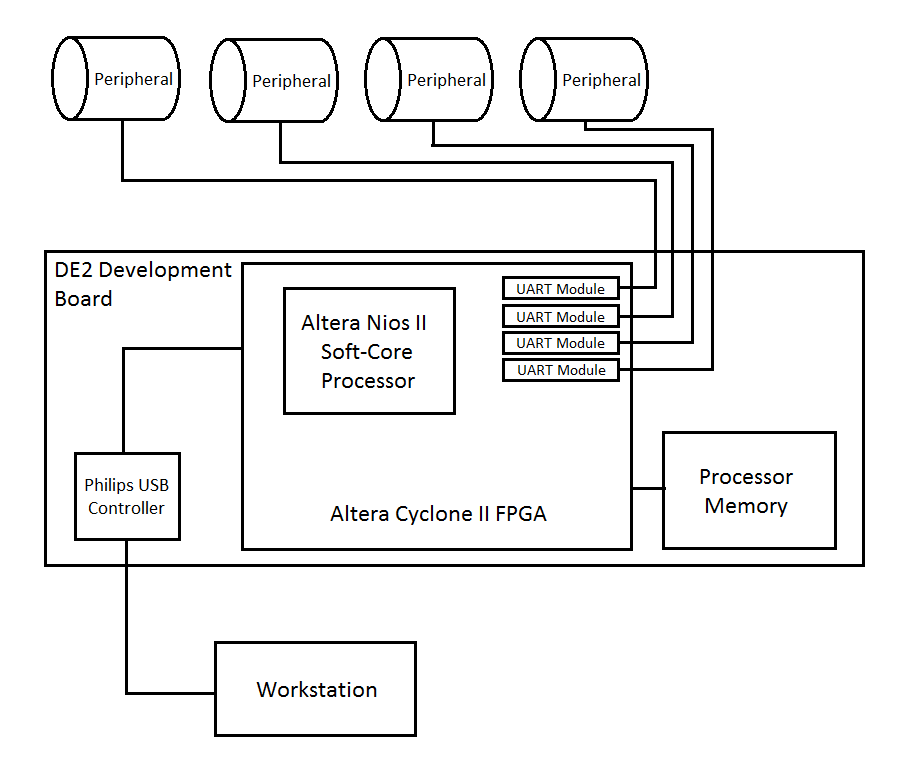 Peripheral
Peripheral
Peripheral
Peripheral
DE2 Development
Board
UART Module
UART Module
UART Module
UART Module
Altera Nios II
Soft-Core
Processor
Philips USB
Controller
Altera Cyclone II FPGA
Processor
Memory
Workstation